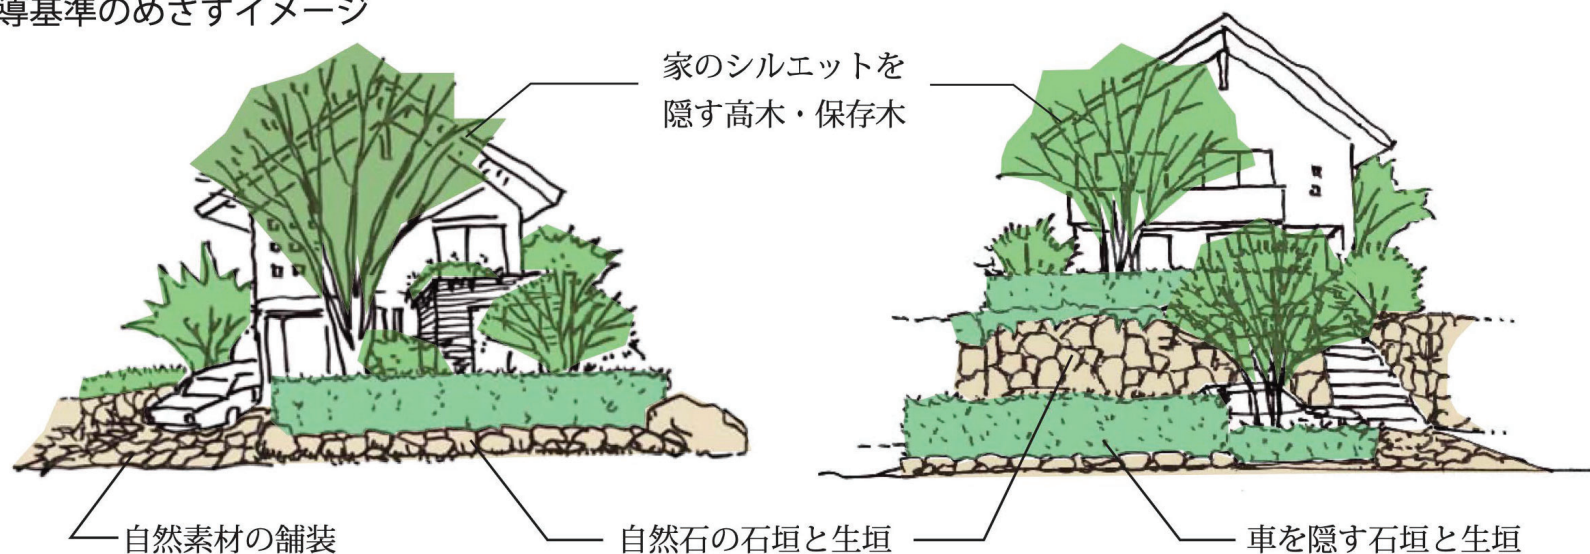 導基準のめざすイメージ
家のシルエットを
隠す高木・保存木
自然素材の舗装
自然石の石垣と生垣
車を隠す石垣と生垣